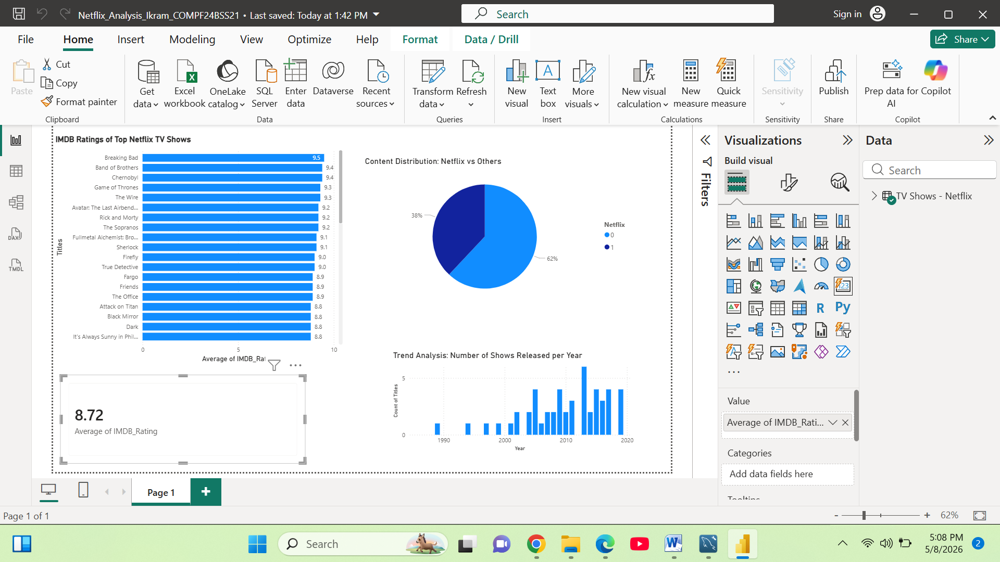 Netflix_Analysis_Ikram_COMPF24BSS21 • Last saved: Today at 1:42 PM
Search
Sign in
File
Home
Insert
Modeling
View
Optimize
Help
Format
Data / Drill
Share
Paste
Cut
Copy
Format painter
Clipboard
Get data
Excel workbook
OneLake catalog
SQL Server
Enter data
Dataverse
Recent sources
Data
Transform data
Refresh
Queries
New visual
Text box
More visuals
Insert
New visual calculation
New measure
Quick measure
Calculations
Sensitivity
Sensitivity
Publish
Share
Prep data for AI
Copilot
Copilot
DAX
TMDL
IMDB Ratings of Top Netflix TV Shows
Titles
Breaking Bad 9.5
Band of Brothers 9.4
Chernobyl 9.4
Game of Thrones 9.3
The Wire 9.3
Avatar: The Last Airbend... 9.2
Rick and Morty 9.2
The Sopranos 9.2
Fullmetal Alchemist: Bro... 9.1
Sherlock 9.1
Firefly 9.0
True Detective 9.0
Fargo 8.9
Friends 8.9
The Office 8.9
Attack on Titan 8.8
Black Mirror 8.8
Dark 8.8
It's Always Sunny in Phil... 8.8
0 5 10
Average of IMDB_Rat
8.72
Average of IMDB_Rating
Content Distribution: Netflix vs Others
38%
62%
Netflix
0
1
Trend Analysis: Number of Shows Released per Year
Count of Titles
5
0
1990 2000 2010 2020
Year
Filters
Visualizations
Build visual
123
R
Py
Value
Average of IMDB_Rati...
Categories
Add data fields here
Tooltips
Data
Search
TV Shows - Netflix
Page 1
Page 1 of 1
- + 62%
Search
5:08 PM
5/8/2026
2